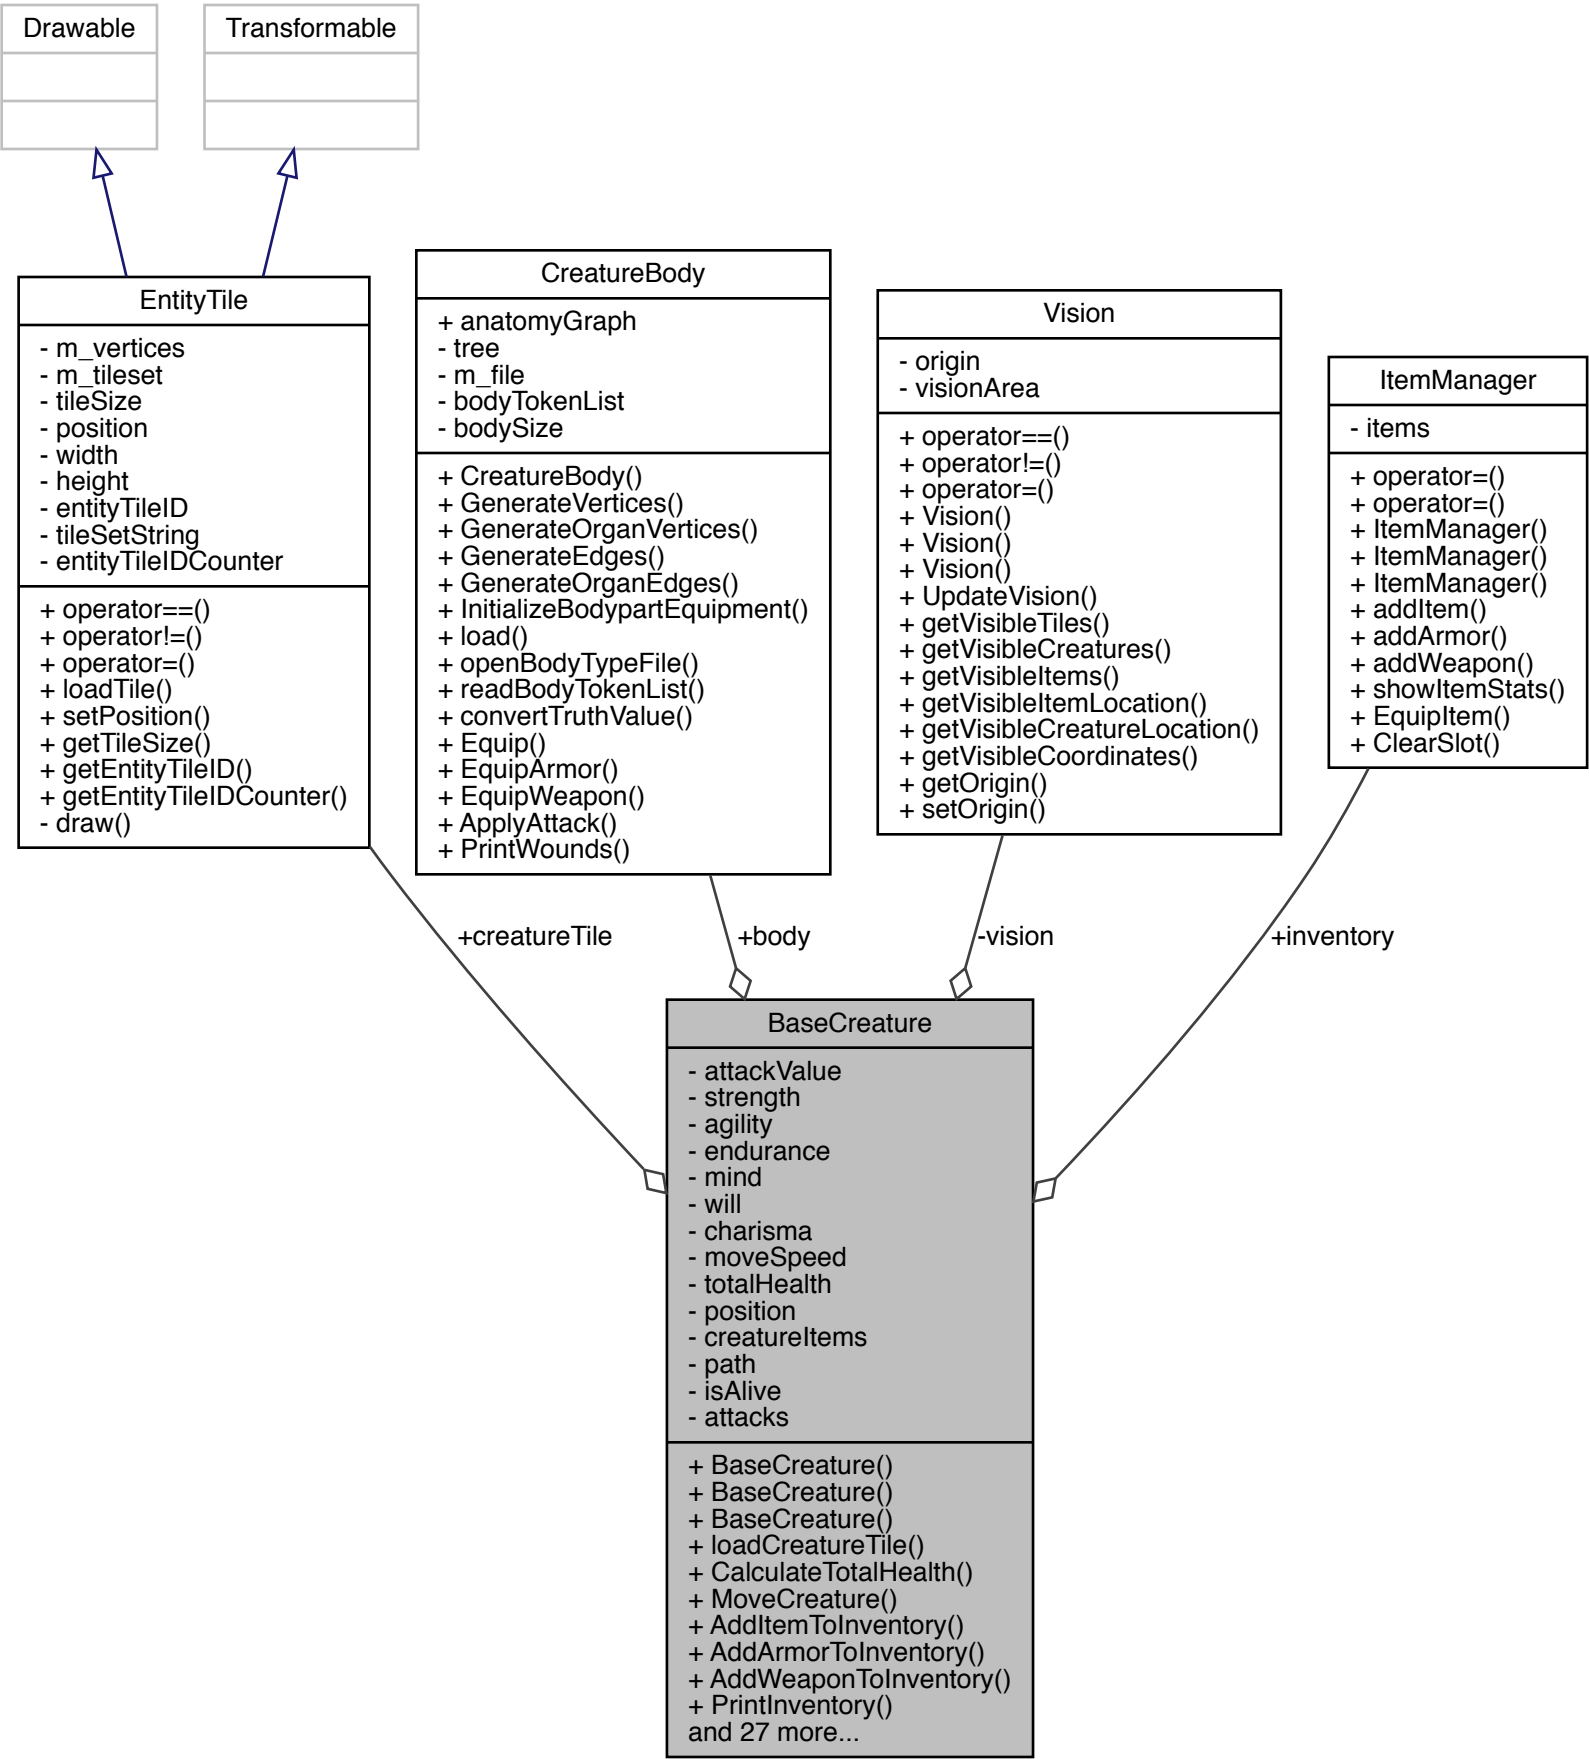 Drawable
Transformable
EntityTile
- m_vertices
- m_tileset
- tileSize
- position
- width
- height
- entityTileID
- tileSetString
- entityTileIDCounter
+ operator==()
+ operator!=()
+ operator=()
+ loadTile()
+ setPosition()
+ getTileSize()
+ getEntityTileID()
+ getEntityTileIDCounter()
- draw()
CreatureBody
+ anatomyGraph
- tree
- m_file
- bodyTokenList
- bodySize
+ CreatureBody()
+ GenerateVertices()
+ GenerateOrganVertices()
+ GenerateEdges()
+ GenerateOrganEdges()
+ InitializeBodypartEquipment()
+ load()
+ openBodyTypeFile()
+ readBodyTokenList()
+ convertTruthValue()
+ Equip()
+ EquipArmor()
+ EquipWeapon()
+ ApplyAttack()
+ PrintWounds()
Vision
- origin
- visionArea
+ operator==()
+ operator!=()
+ operator=()
+ Vision()
+ Vision()
+ Vision()
+ UpdateVision()
+ getVisibleTiles()
+ getVisibleCreatures()
+ getVisibleItems()
+ getVisibleItemLocation()
+ getVisibleCreatureLocation()
+ getVisibleCoordinates()
+ getOrigin()
+ setOrigin()
ItemManager
- items
+ operator=()
+ operator=()
+ ItemManager()
+ ItemManager()
+ ItemManager()
+ addItem()
+ addArmor()
+ addWeapon()
+ showItemStats()
+ EquipItem()
+ ClearSlot()
+creatureTile
+body
-vision
+inventory
BaseCreature
- attackValue
- strength
- agility
- endurance
- mind
- will
- charisma
- moveSpeed
- totalHealth
- position
- creatureItems
- path
- isAlive
- attacks
+ BaseCreature()
+ BaseCreature()
+ BaseCreature()
+ loadCreatureTile()
+ CalculateTotalHealth()
+ MoveCreature()
+ AddItemToInventory()
+ AddArmorToInventory()
+ AddWeaponToInventory()
+ PrintInventory()
and 27 more...